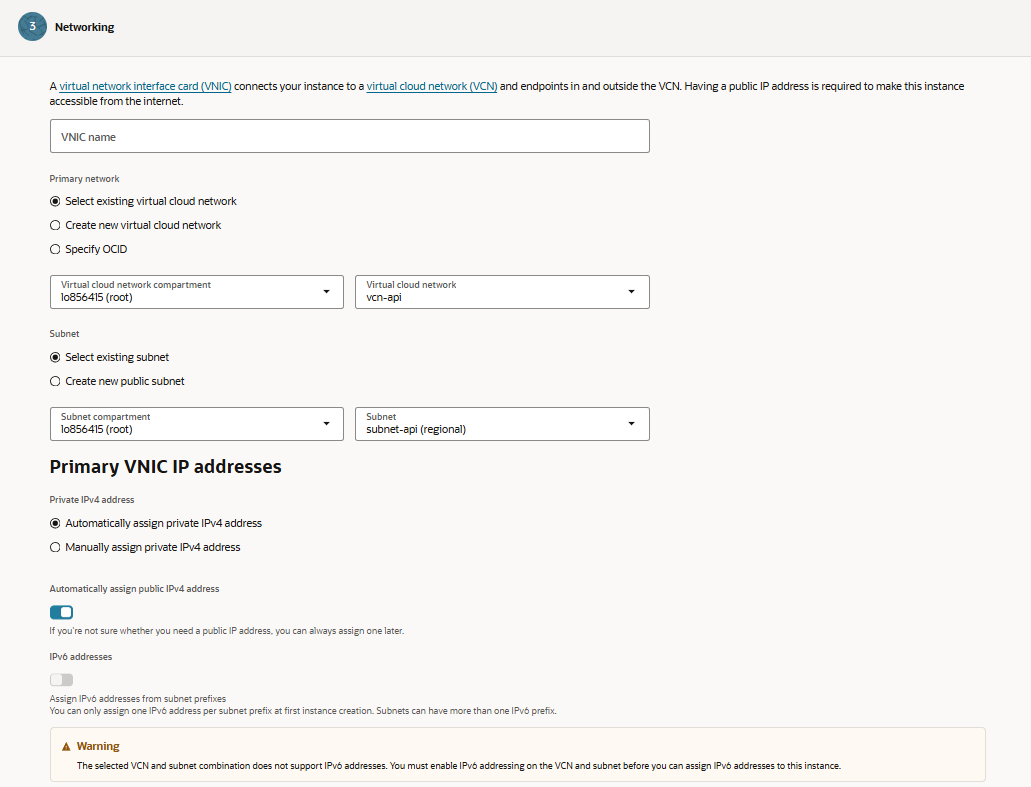 3 Networking
A virtual network interface card (VNIC) connects your instance to a virtual cloud network (VCN) and endpoints in and outside the VCN. Having a public IP address is required to make this instance
accessible from the internet.
VNIC name
Primary network
Select existing virtual cloud network
Create new virtual cloud network
Specify OCID
Virtual cloud network compartment
lo856415 (root)
Virtual cloud network
vcn-api
Subnet
Select existing subnet
Create new public subnet
Subnet compartment
lo856415 (root)
Subnet
subnet-api (regional)
Primary VNIC IP addresses
Private IPv4 address
Automatically assign private IPv4 address
Manually assign private IPv4 address
Automatically assign public IPv4 address
If you're not sure whether you need a public IP address, you can always assign one later.
IPv6 addresses
Assign IPv6 addresses from subnet prefixes
You can only assign one IPv6 address per subnet prefix at first instance creation. Subnets can have more than one IPv6 prefix.
Warning
The selected VCN and subnet combination does not support IPv6 addresses. You must enable IPv6 addressing on the VCN and subnet before you can assign IPv6 addresses to this instance.